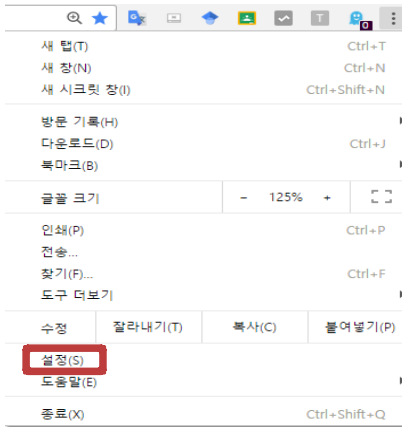 T 0
새 탭(T) Ctrl+T
새 창(N) Ctrl+N
새 시크릿 창(I) Ctrl+Shift+N
방문 기록(H)
다운로드(D) Ctrl+J
북마크(B)
글꼴 크기 - 125% +
인쇄(P) Ctrl+P
전송...
찾기(F)... Ctrl+F
도구 더보기
수정 잘라내기(T) 복사(C) 붙여넣기(P)
설정(S)
도움말(E)
종료(X) Ctrl+Shift+Q